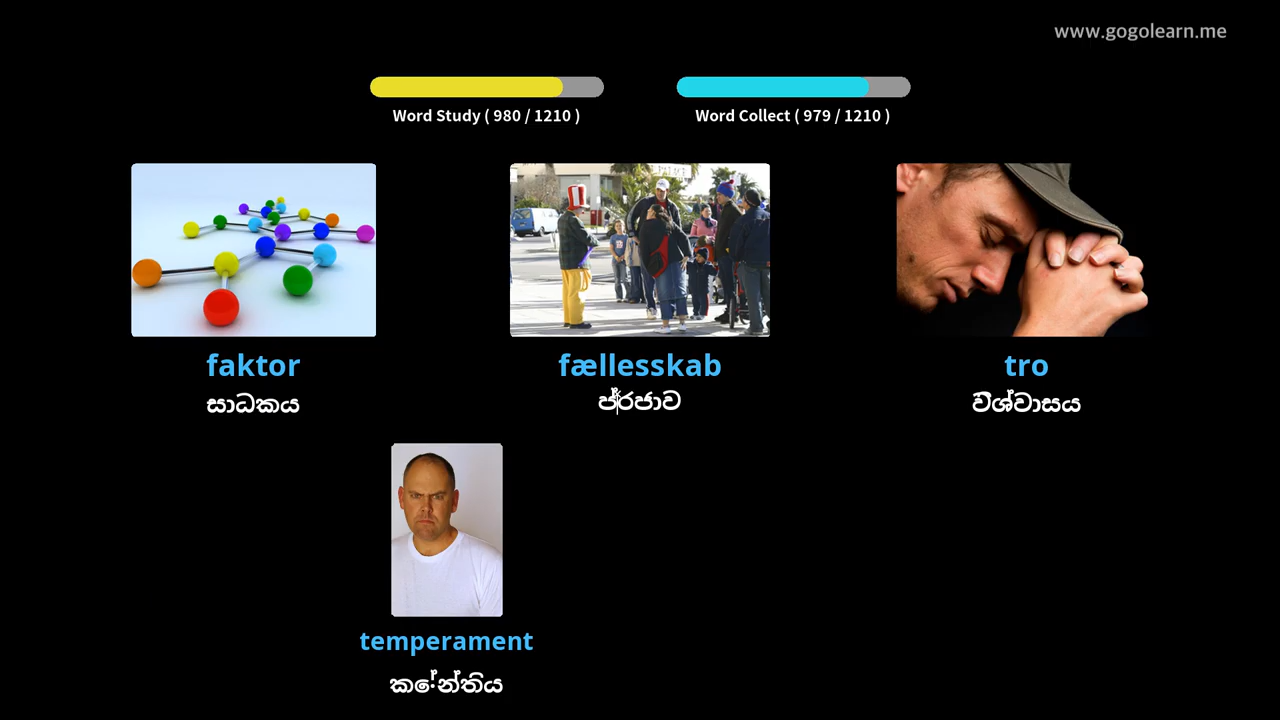 www.gogolearn.me
Word Study ( 980 / 1210 )
Word Collect ( 979 / 1210 )
faktor
fællesskab
tro
සාධකය
ප්‍රජාව
විශ්වාසය
temperament
කේන්තිය